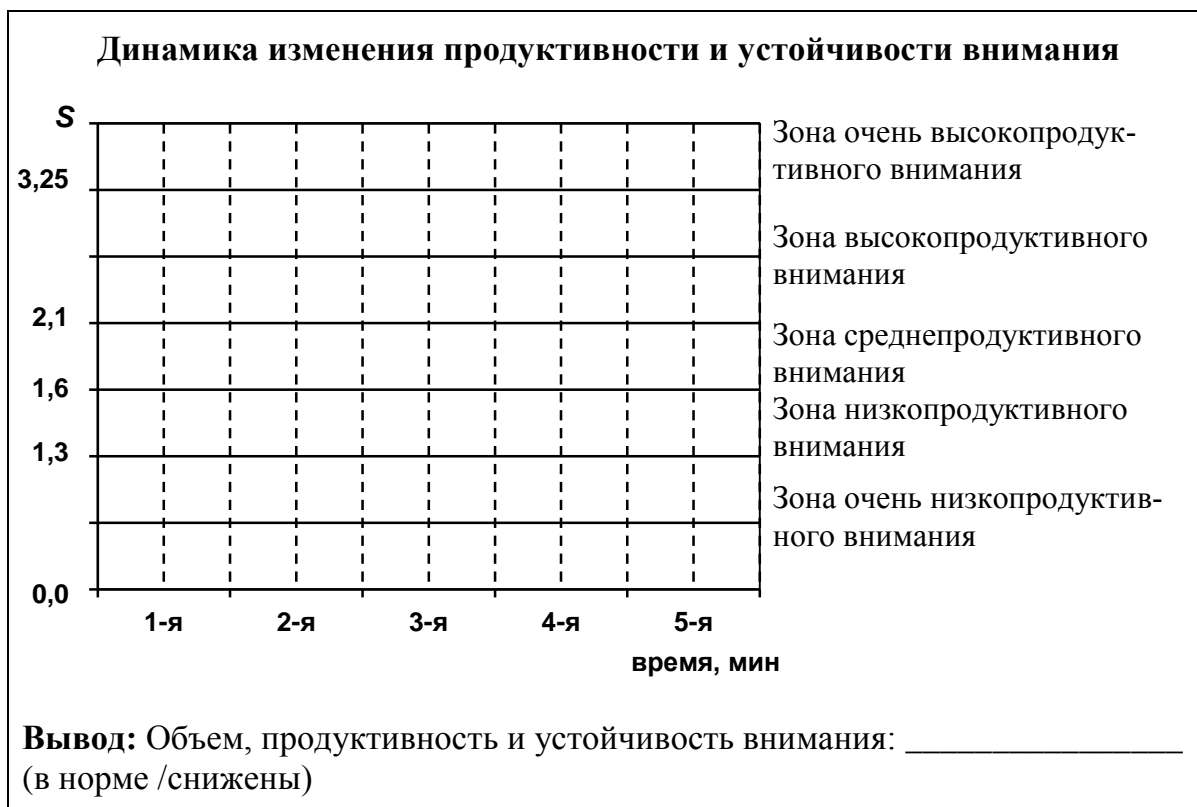 Динамика изменения продуктивности и устойчивости внимания
S
Зона очень высокопродук-
тивного внимания
3,25
Зона высокопродуктивного
внимания
2,1
Зона среднепродуктивного
внимания
1,6
Зона низкопродуктивного
внимания
1,3
Зона очень низкопродуктив-
ного внимания
0,0
1-я 2-я 3-я 4-я 5-я
время, мин
Вывод: Объем, продуктивность и устойчивость внимания: ________________
(в норме /снижены)